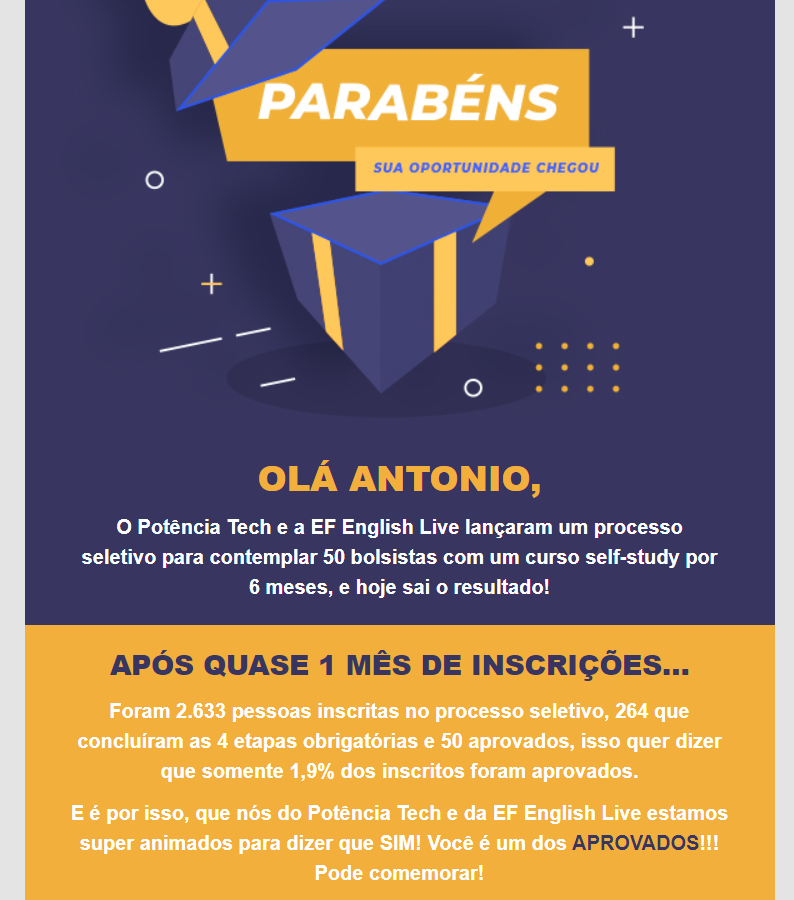 PARABÉNS
SUA OPORTUNIDADE CHEGOU
OLÁ ANTONIO,
O Potência Tech e a EF English Live lançaram um processo
seletivo para contemplar 50 bolsistas com um curso self-study por
6 meses, e hoje sai o resultado!
APÓS QUASE 1 MÊS DE INSCRIÇÕES...
Foram 2.633 pessoas inscritas no processo seletivo, 264 que
concluíram as 4 etapas obrigatórias e 50 aprovados, isso quer dizer
que somente 1,9% dos inscritos foram aprovados.
E é por isso, que nós do Potência Tech e da EF English Live estamos
super animados para dizer que SIM! Você é um dos APROVADOS!!!
Pode comemorar!